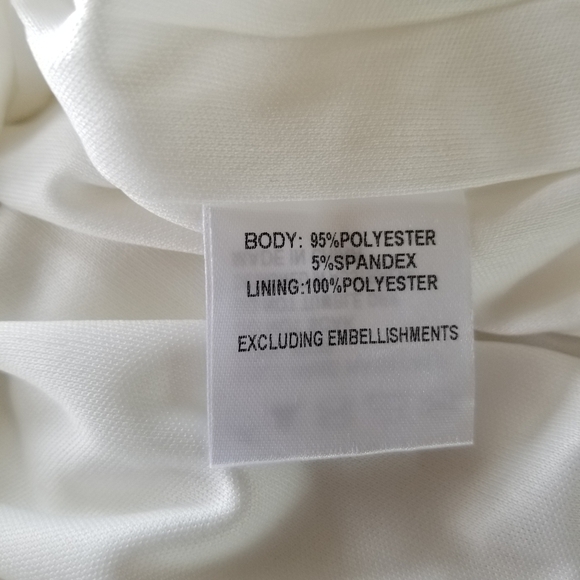 BODY: 95%POLYESTER
5%SPANDEX
LINING:100%POLYESTER
EXCLUDING EMBELLISHMENTS